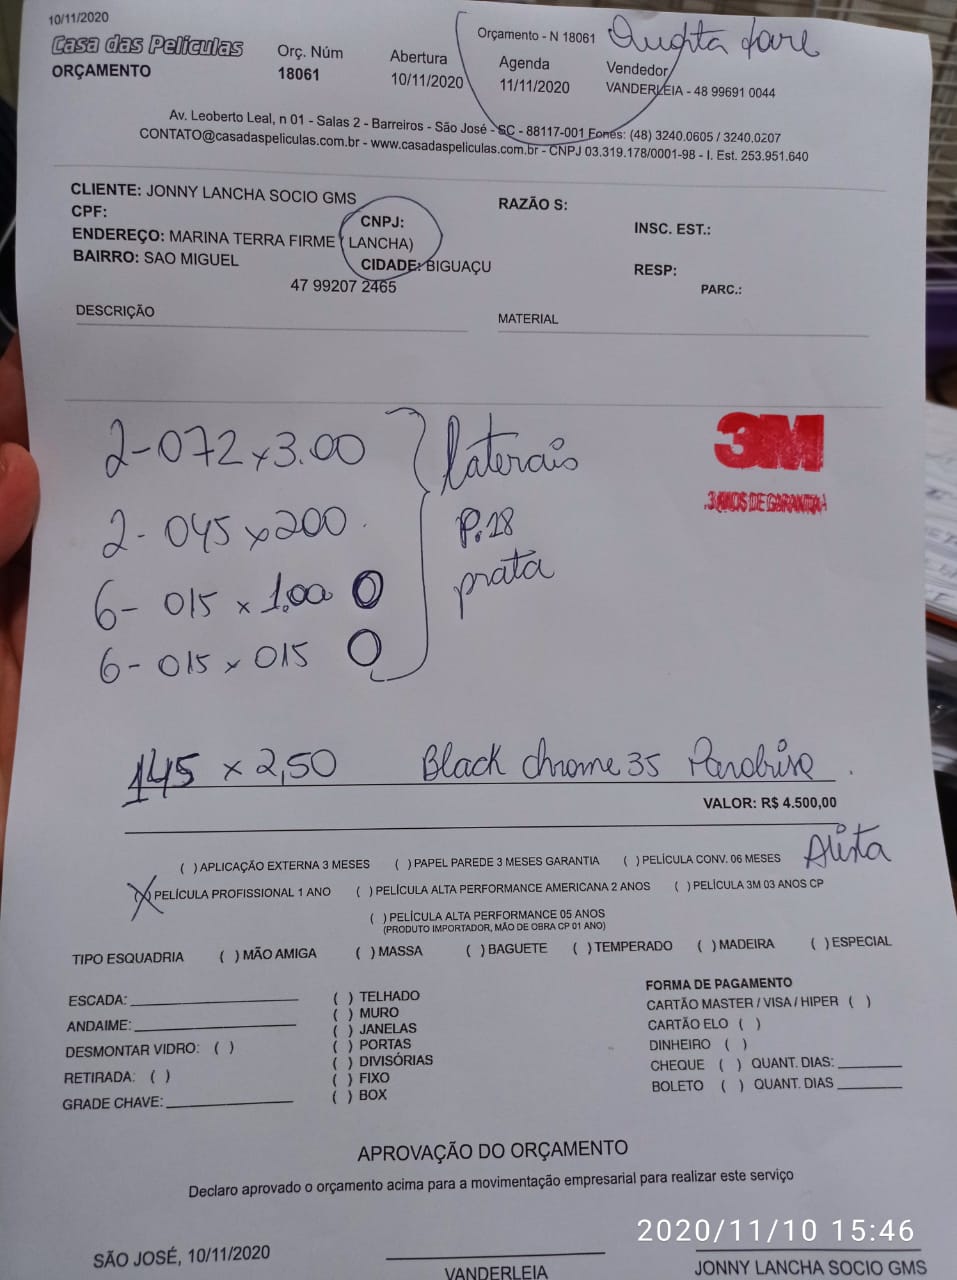 10/11/2020
Casa das Películas
ORÇAMENTO
Orç. Núm
18061
Abertura
10/11/2020
Orçamento - N 18061
Agenda
11/11/2020
Vendedor
VANDERLEIA - 48 99691 0044
Av. Leoberto Leal, n 01 - Salas 2 - Barreiros - São José - SC - 88117-001 Fones: (48) 3240.0605 / 3240.0207
CONTATO@casadaspeliculas.com.br - www.casadaspeliculas.com.br - CNPJ 03.319.178/0001-98 - I. Est. 253.951.640
CLIENTE: JONNY LANCHA SOCIO GMS
RAZÃO S:
CPF:
CNPJ:
INSC. EST.:
ENDEREÇO: MARINA TERRA FIRME ( LANCHA)
BAIRRO: SAO MIGUEL
CIDADE: BIGUAÇU
RESP:
47 99207 2465
PARC.:
DESCRIÇÃO
MATERIAL
2-072 x 3.00
2- 045 x 200
6- 015 x 1.00 O
6- 015 x 015 O
laterais
P.18
prata
3M
3 ANOS DE GARANTIA
145 x 2,50 Black chrome 35 Parabrisa
VALOR: R$ 4.500,00
( ) APLICAÇÃO EXTERNA 3 MESES ( ) PAPEL PAREDE 3 MESES GARANTIA ( ) PELÍCULA CONV. 06 MESES
(X) PELÍCULA PROFISSIONAL 1 ANO ( ) PELÍCULA ALTA PERFORMANCE AMERICANA 2 ANOS ( ) PELÍCULA 3M 03 ANOS CP
( ) PELÍCULA ALTA PERFORMANCE 05 ANOS
(PRODUTO IMPORTADOR, MÃO DE OBRA CP 01 ANO)
TIPO ESQUADRIA ( ) MÃO AMIGA ( ) MASSA ( ) BAGUETE ( ) TEMPERADO ( ) MADEIRA ( ) ESPECIAL
ESCADA:
ANDAIME:
DESMONTAR VIDRO: ( )
RETIRADA: ( )
GRADE CHAVE:
( ) TELHADO
( ) MURO
( ) JANELAS
( ) PORTAS
( ) DIVISÓRIAS
( ) FIXO
( ) BOX
FORMA DE PAGAMENTO
CARTÃO MASTER / VISA / HIPER ( )
CARTÃO ELO ( )
DINHEIRO ( )
CHEQUE ( ) QUANT. DIAS:
BOLETO ( ) QUANT. DIAS
APROVAÇÃO DO ORÇAMENTO
Declaro aprovado o orçamento acima para a movimentação empresarial para realizar este serviço
2020/11/10 15:46
SÃO JOSÉ, 10/11/2020
VANDERLEIA
JONNY LANCHA SOCIO GMS